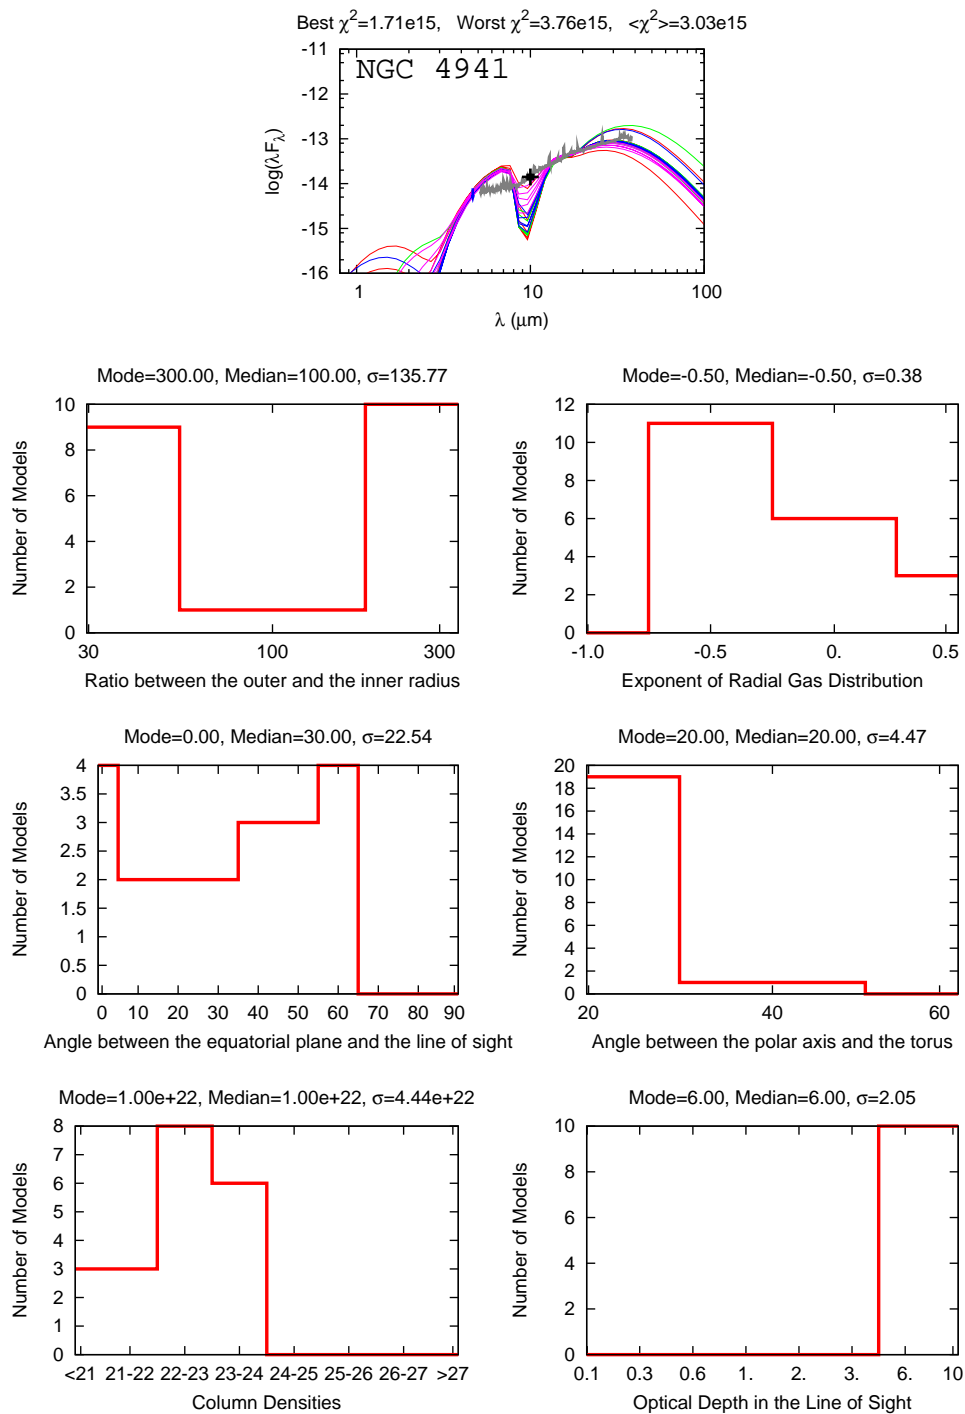 Best χ²=1.71e15,   Worst χ²=3.76e15,   <χ²>=3.03e15
NGC 4941
log(λFλ)
-11
-12
-13
-14
-15
-16
1 10 100
λ (μm)
Mode=300.00, Median=100.00, σ=135.77
Number of Models
10
8
6
4
2
0
30 100 300
Ratio between the outer and the inner radius
Mode=-0.50, Median=-0.50, σ=0.38
Number of Models
12
10
8
6
4
2
0
-1.0 -0.5 0. 0.5
Exponent of Radial Gas Distribution
Mode=0.00, Median=30.00, σ=22.54
Number of Models
4
3.5
3
2.5
2
1.5
1
0.5
0
0 10 20 30 40 50 60 70 80 90
Angle between the equatorial plane and the line of sight
Mode=20.00, Median=20.00, σ=4.47
Number of Models
20
18
16
14
12
10
8
6
4
2
0
20 40 60
Angle between the polar axis and the torus
Mode=1.00e+22, Median=1.00e+22, σ=4.44e+22
Number of Models
8
7
6
5
4
3
2
1
0
<21 21-22 22-23 23-24 24-25 25-26 26-27 >27
Column Densities
Mode=6.00, Median=6.00, σ=2.05
Number of Models
10
8
6
4
2
0
0.1 0.3 0.6 1. 2. 3. 6. 10
Optical Depth in the Line of Sight